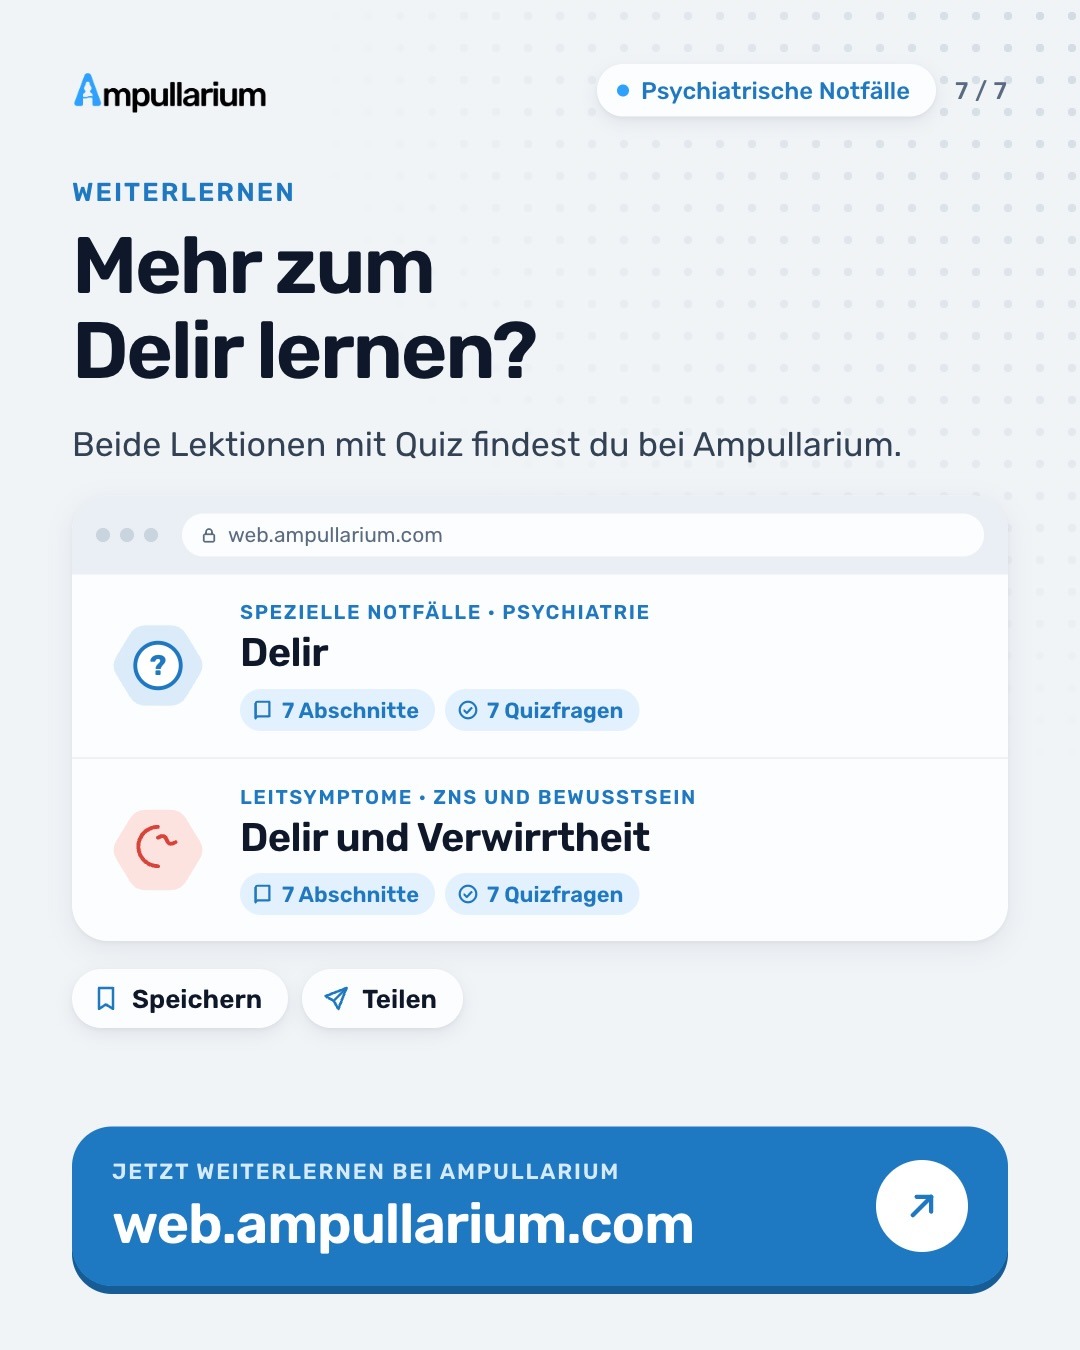 Ampullarium
Psychiatrische Notfälle
7 / 7
WEITERLERNEN
Mehr zum
Delir lernen?
Beide Lektionen mit Quiz findest du bei Ampullarium.
web.ampullarium.com
SPEZIELLE NOTFÄLLE • PSYCHIATRIE
?
Delir
7 Abschnitte
7 Quizfragen
LEITSYMPTOME • ZNS UND BEWUSSTSEIN
Delir und Verwirrtheit
7 Abschnitte
7 Quizfragen
Speichern
Teilen
JETZT WEITERLERNEN BEI AMPULLARIUM
web.ampullarium.com